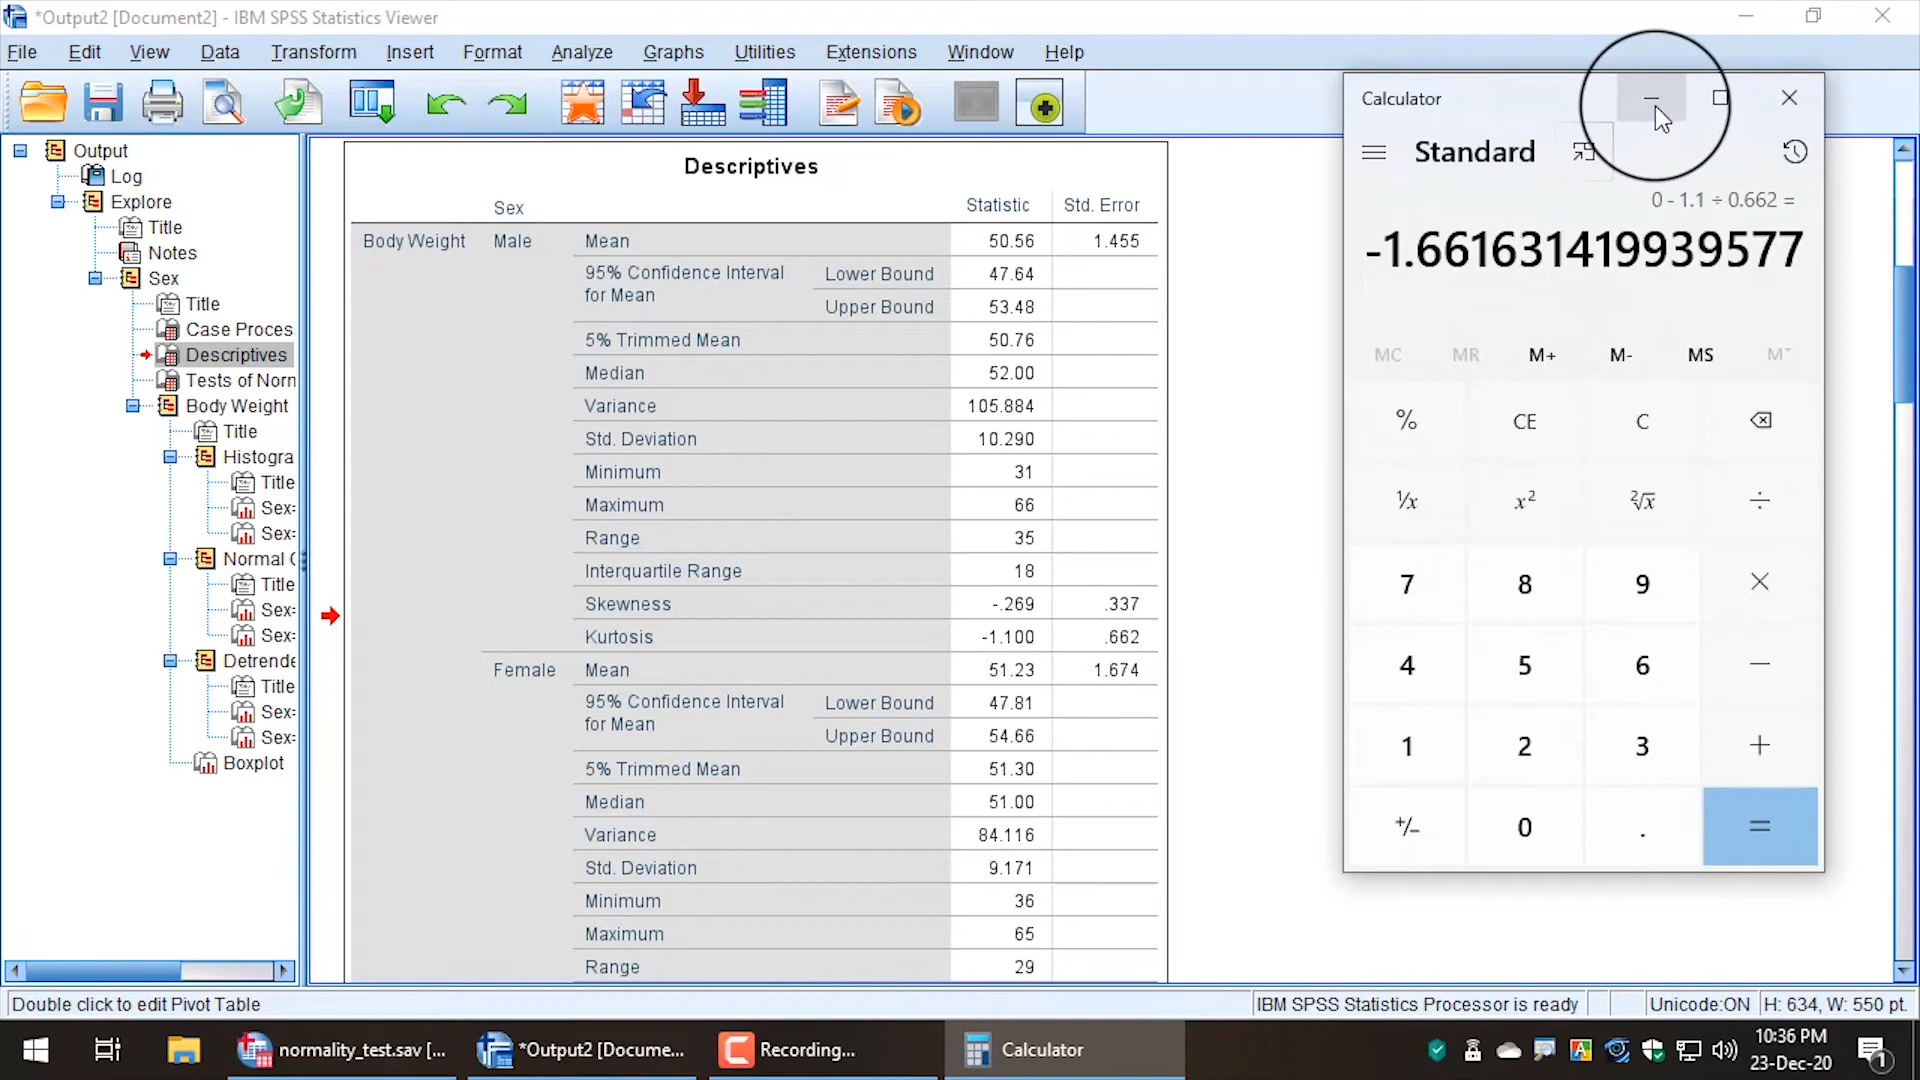 *Output2 [Document2] - IBM SPSS Statistics Viewer
File Edit View Data Transform Insert Format Analyze Graphs Utilities Extensions Window Help
Output
Log
Explore
Title
Notes
Sex
Title
Case Proces
Descriptives
Tests of Norn
Body Weight
Title
Histogra
Title
Sex=
Sex=
Normal
Title
Sex=
Sex=
Detrende
Title
Sex=
Sex=
Boxplot
Descriptives
Sex Statistic Std. Error
Body Weight Male Mean 50.56 1.455
95% Confidence Interval for Mean Lower Bound 47.64
Upper Bound 53.48
5% Trimmed Mean 50.76
Median 52.00
Variance 105.884
Std. Deviation 10.290
Minimum 31
Maximum 66
Range 35
Interquartile Range 18
Skewness -.269 .337
Kurtosis -1.100 .662
Female Mean 51.23 1.674
95% Confidence Interval for Mean Lower Bound 47.81
Upper Bound 54.66
5% Trimmed Mean 51.30
Median 51.00
Variance 84.116
Std. Deviation 9.171
Minimum 36
Maximum 65
Range 29
Calculator
Standard
0 - 1.1 ÷ 0.662 =
-1.661631419939577
MC MR M+ M- MS M˅
% CE C
⅟x x² ²√x ÷
7 8 9 ×
4 5 6 −
1 2 3 +
+/− 0 . =
Double click to edit Pivot Table
IBM SPSS Statistics Processor is ready Unicode:ON H: 634, W: 550 pt.
normality_test.sav [... *Output2 [Docume... Recording... Calculator
10:36 PM
23-Dec-20
1